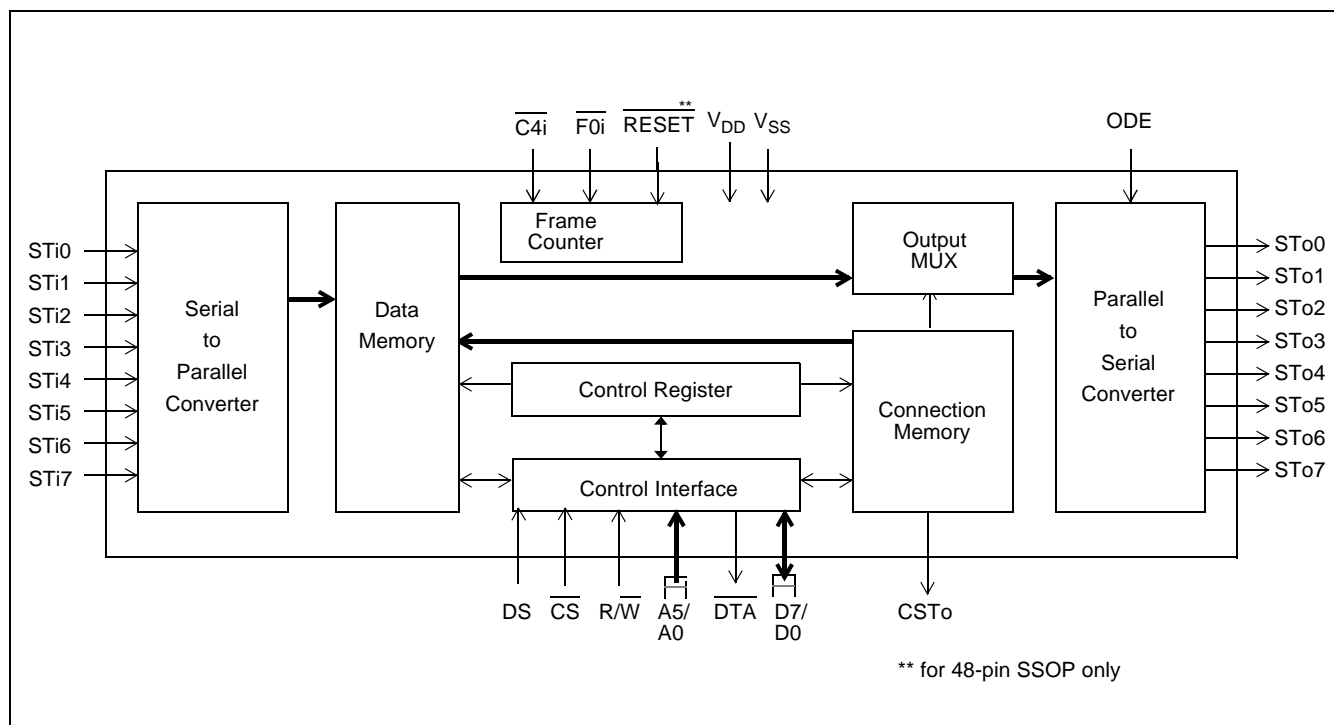 C4i F0i RESET** VDD VSS ODE
STi0
STi1
STi2
STi3
STi4
STi5
STi6
STi7
Serial
to
Parallel
Converter
Data
Memory
Frame
Counter
Output
MUX
Control Register
Connection
Memory
Control Interface
Parallel
to
Serial
Converter
STo0
STo1
STo2
STo3
STo4
STo5
STo6
STo7
DS CS R/W A5/ DTA D7/ CSTo
A0 D0
** for 48-pin SSOP only